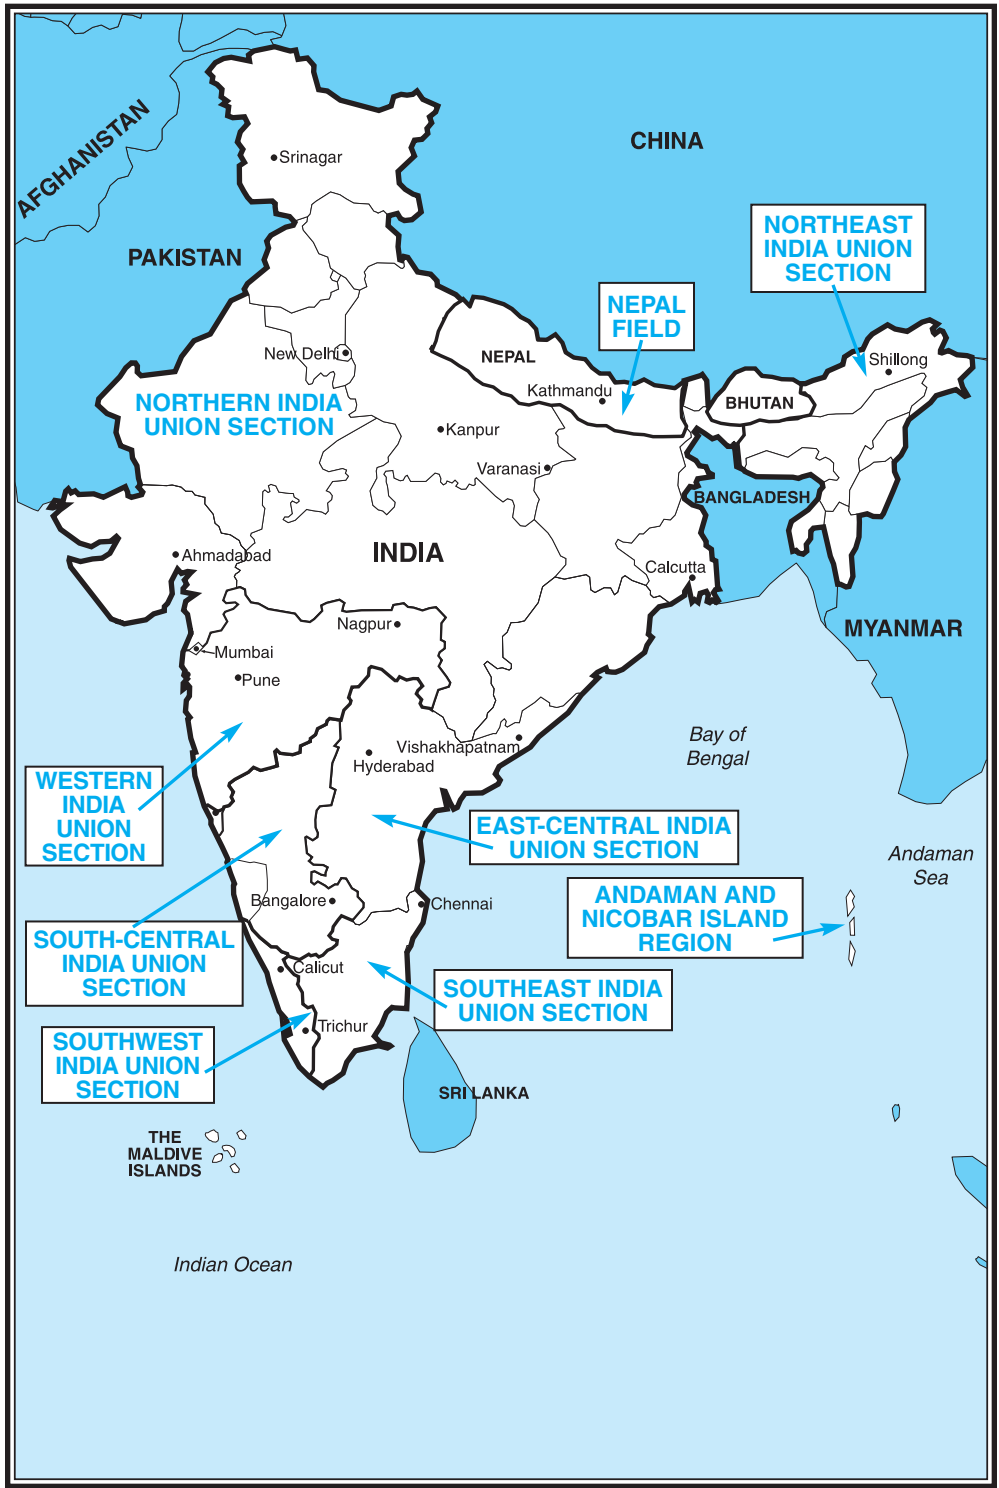 AFGHANISTAN
CHINA
Srinagar
PAKISTAN
NORTHEAST
INDIA UNION
SECTION
NEPAL
FIELD
New Delhi
NEPAL
Shillong
Kathmandu
BHUTAN
NORTHERN INDIA
UNION SECTION
Kanpur
Varanasi
BANGLADESH
INDIA
Ahmadabad
Calcutta
Nagpur
MYANMAR
Mumbai
Pune
Bay of
Bengal
Vishakhapatnam
Hyderabad
WESTERN
INDIA
UNION
SECTION
EAST-CENTRAL INDIA
UNION SECTION
Andaman
Sea
ANDAMAN AND
NICOBAR ISLAND
REGION
Bangalore
Chennai
SOUTH-CENTRAL
INDIA UNION
SECTION
Calicut
SOUTHEAST INDIA
UNION SECTION
Trichur
SOUTHWEST
INDIA UNION
SECTION
SRI LANKA
THE
MALDIVE
ISLANDS
Indian Ocean